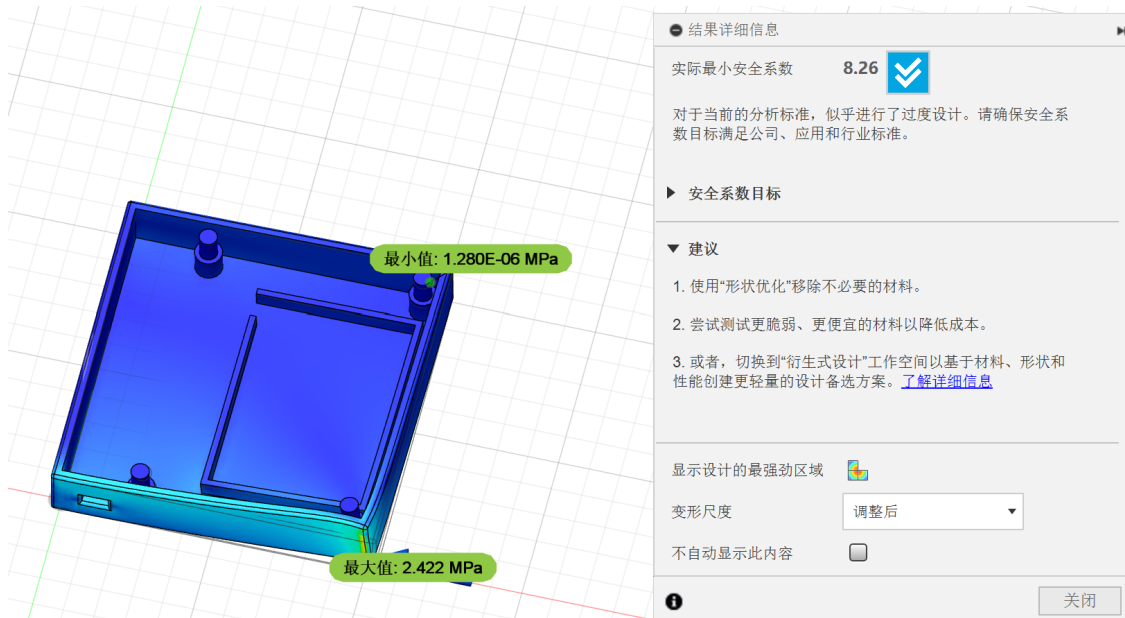 结果详细信息
实际最小安全系数 8.26
对于当前的分析标准，似乎进行了过度设计。请确保安全系
数目标满足公司、应用和行业标准。
安全系数目标
建议
1. 使用“形状优化”移除不必要的材料。
2. 尝试测试更脆弱、更便宜的材料以降低成本。
3. 或者，切换到“衍生式设计”工作空间以基于材料、形状和
性能创建更轻量的设计备选方案。了解详细信息
显示设计的最强劲区域
变形尺度 调整后
不自动显示此内容
关闭
最小值: 1.280E-06 MPa
最大值: 2.422 MPa